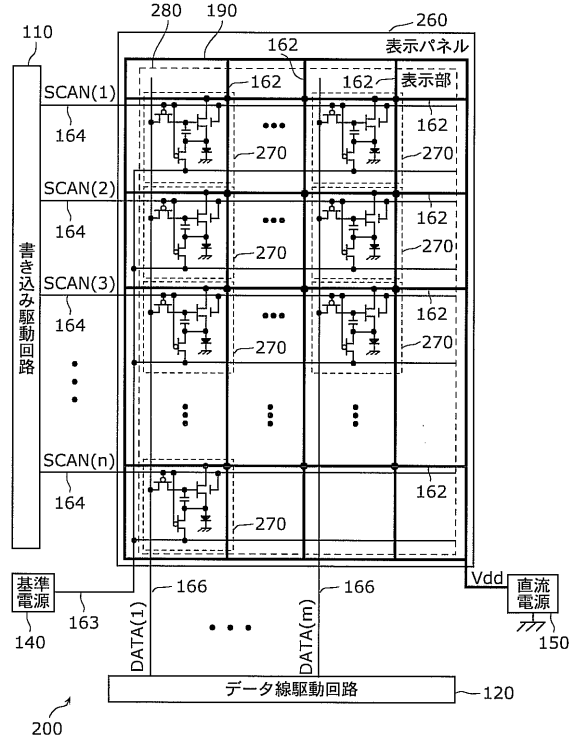 110
280
190
260
表示パネル
162
162
162
表示部
SCAN(1)
164
162
270
270
SCAN(2)
164
162
270
270
SCAN(3)
164
162
270
270
書き込み駆動回路
SCAN(n)
164
162
270
基準
電源
140
163
166
166
Vdd
直流
電源
150
DATA(1)
DATA(m)
データ線駆動回路
120
200